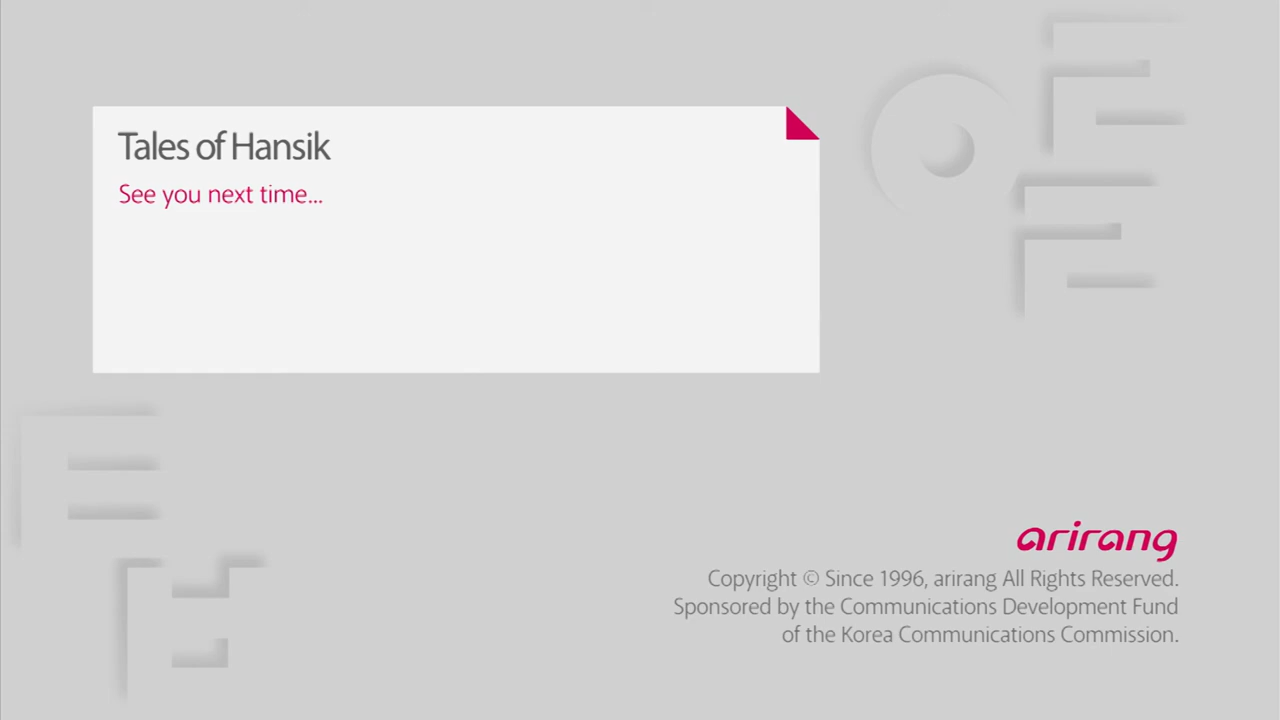 Tales of Hansik
See you next time...
arirang
Copyright © Since 1996, arirang All Rights Reserved.
Sponsored by the Communications Development Fund
of the Korea Communications Commission.